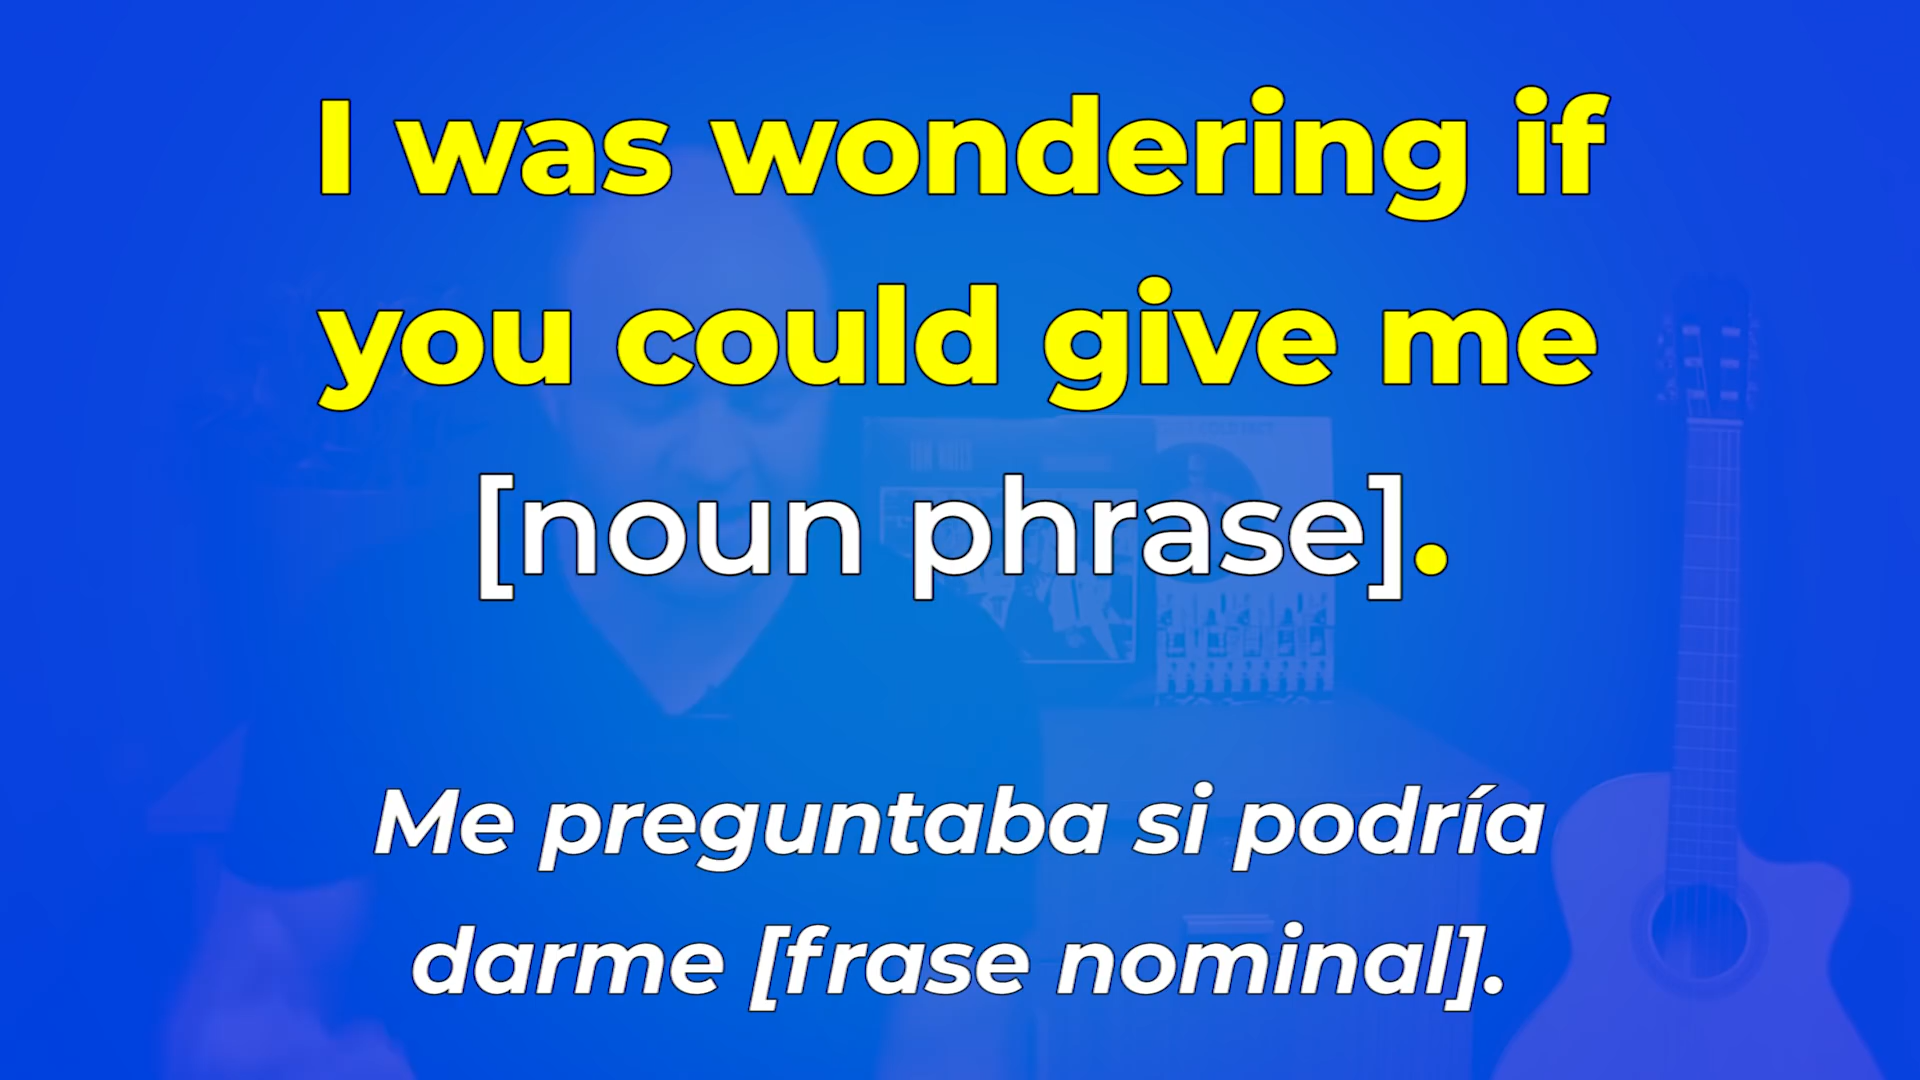 I was wondering if
you could give me
[noun phrase].
Me preguntaba si podría
darme [frase nominal].